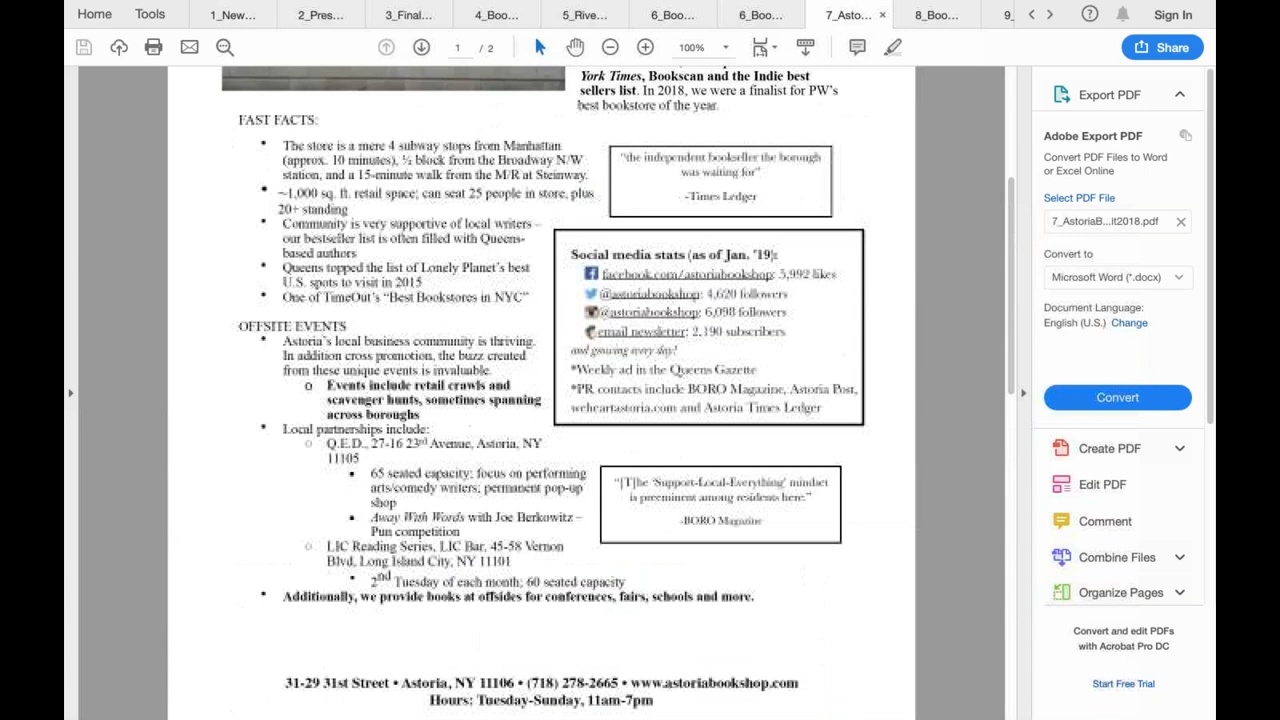 Home
Tools
1_New...
2_Pres...
3_Final...
4_Boo...
5_Rive...
6_Boo...
6_Boo...
7_Asto...
8_Boo...
9_
Sign In
1 / 2
100%
Share
York Times, Bookscan and the Indie best
sellers list. In 2018, we were a finalist for PW's
best bookstore of the year.
FAST FACTS:
• The store is a mere 4 subway stops from Manhattan
(approx. 10 minutes), ½ block from the Broadway N/W
station, and a 15-minute walk from the M/R at Steinway.
• ~1,000 sq. ft. retail space; can seat 25 people in store, plus
20+ standing
• Community is very supportive of local writers –
our bestseller list is often filled with Queens-
based authors
• Queens topped the list of Lonely Planet's best
U.S. spots to visit in 2015
• One of TimeOut's "Best Bookstores in NYC"
"the independent bookseller the borough
was waiting for"
-Times Ledger
Social media stats (as of Jan. '19):
facebook.com/astoriabookshop: 5,992 likes
@astoriabookshop: 4,620 followers
@astoriabookshop: 6,098 followers
email newsletter: 2,190 subscribers
and growing every day!
*Weekly ad in the Queens Gazette
*PR contacts include BORO Magazine, Astoria Post,
weheartastoria.com and Astoria Times Ledger
OFFSITE EVENTS
• Astoria's local business community is thriving.
In addition cross promotion, the buzz created
from these unique events is invaluable.
o Events include retail crawls and
scavenger hunts, sometimes spanning
across boroughs
• Local partnerships include:
○ Q.E.D., 27-16 23rd Avenue, Astoria, NY
11105
▪ 65 seated capacity; focus on performing
arts/comedy writers; permanent pop-up
shop
▪ Away With Words with Joe Berkowitz –
Pun competition
○ LIC Reading Series, LIC Bar, 45-58 Vernon
Blvd, Long Island City, NY 11101
▪ 2nd Tuesday of each month; 60 seated capacity
• Additionally, we provide books at offsides for conferences, fairs, schools and more.
"[T]he 'Support-Local-Everything' mindset
is preeminent among residents here."
-BORO Magazine
31-29 31st Street • Astoria, NY 11106 • (718) 278-2665 • www.astoriabookshop.com
Hours: Tuesday-Sunday, 11am-7pm
Export PDF
Adobe Export PDF
Convert PDF Files to Word
or Excel Online
Select PDF File
7_AstoriaB...it2018.pdf
Convert to
Microsoft Word (*.docx)
Document Language:
English (U.S.) Change
Convert
Create PDF
Edit PDF
Comment
Combine Files
Organize Pages
Convert and edit PDFs
with Acrobat Pro DC
Start Free Trial